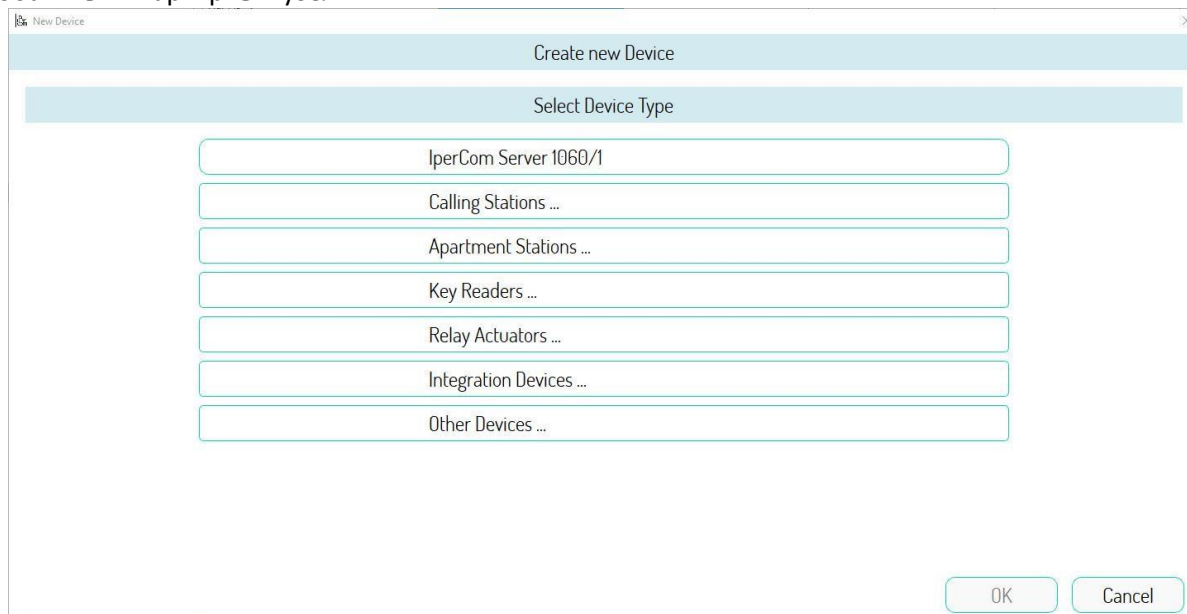 New Device
Create new Device
Select Device Type
IperCom Server 1060/1
Calling Stations ...
Apartment Stations ...
Key Readers ...
Relay Actuators ...
Integration Devices ...
Other Devices ...
OK Cancel